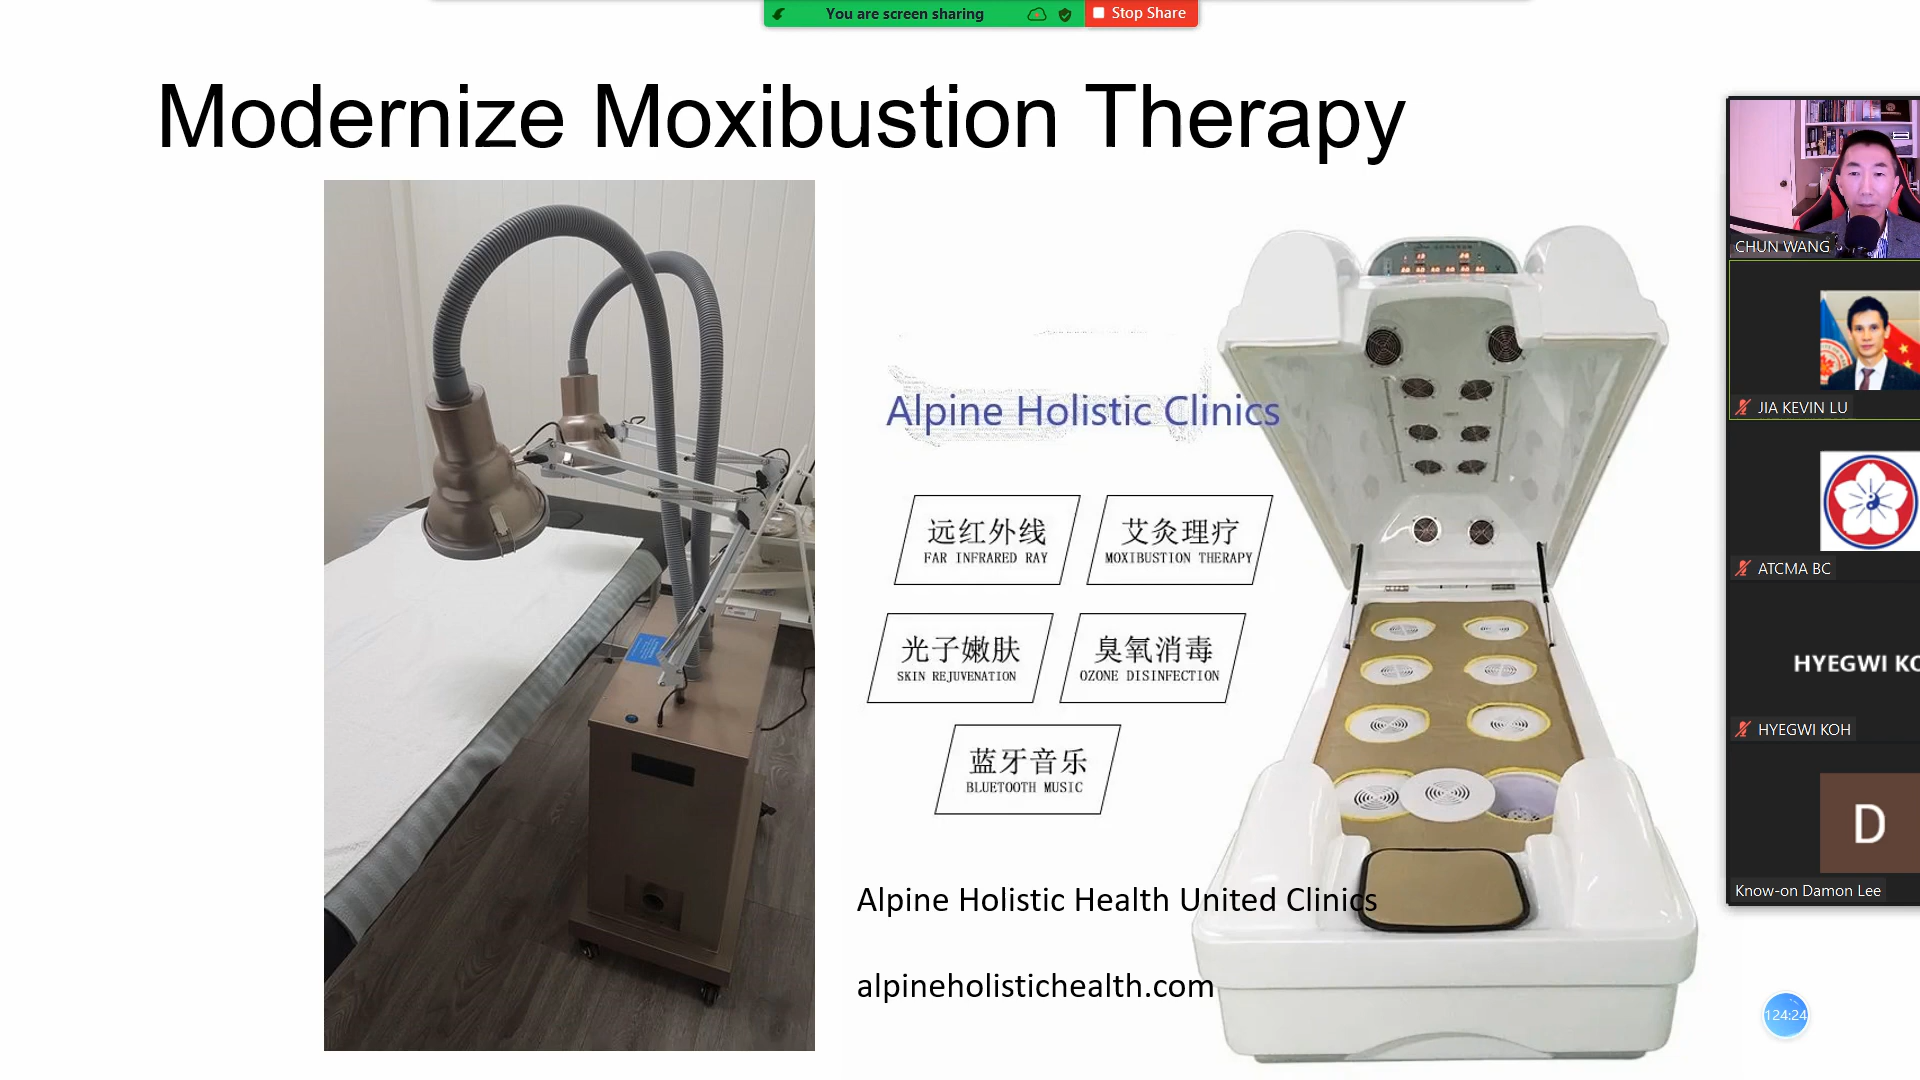 You are screen sharing
Stop Share
Modernize Moxibustion Therapy
Alpine Holistic Clinics
远红外线
FAR INFRARED RAY
艾灸理疗
MOXIBUSTION THERAPY
光子嫩肤
SKIN REJUVENATION
臭氧消毒
OZONE DISINFECTION
蓝牙音乐
BLUETOOTH MUSIC
Alpine Holistic Health United Clinics
alpineholistichealth.com
CHUN WANG
JIA KEVIN LU
ATCMA BC
HYEGWI KO
HYEGWI KOH
D
Know-on Damon Lee
124:24